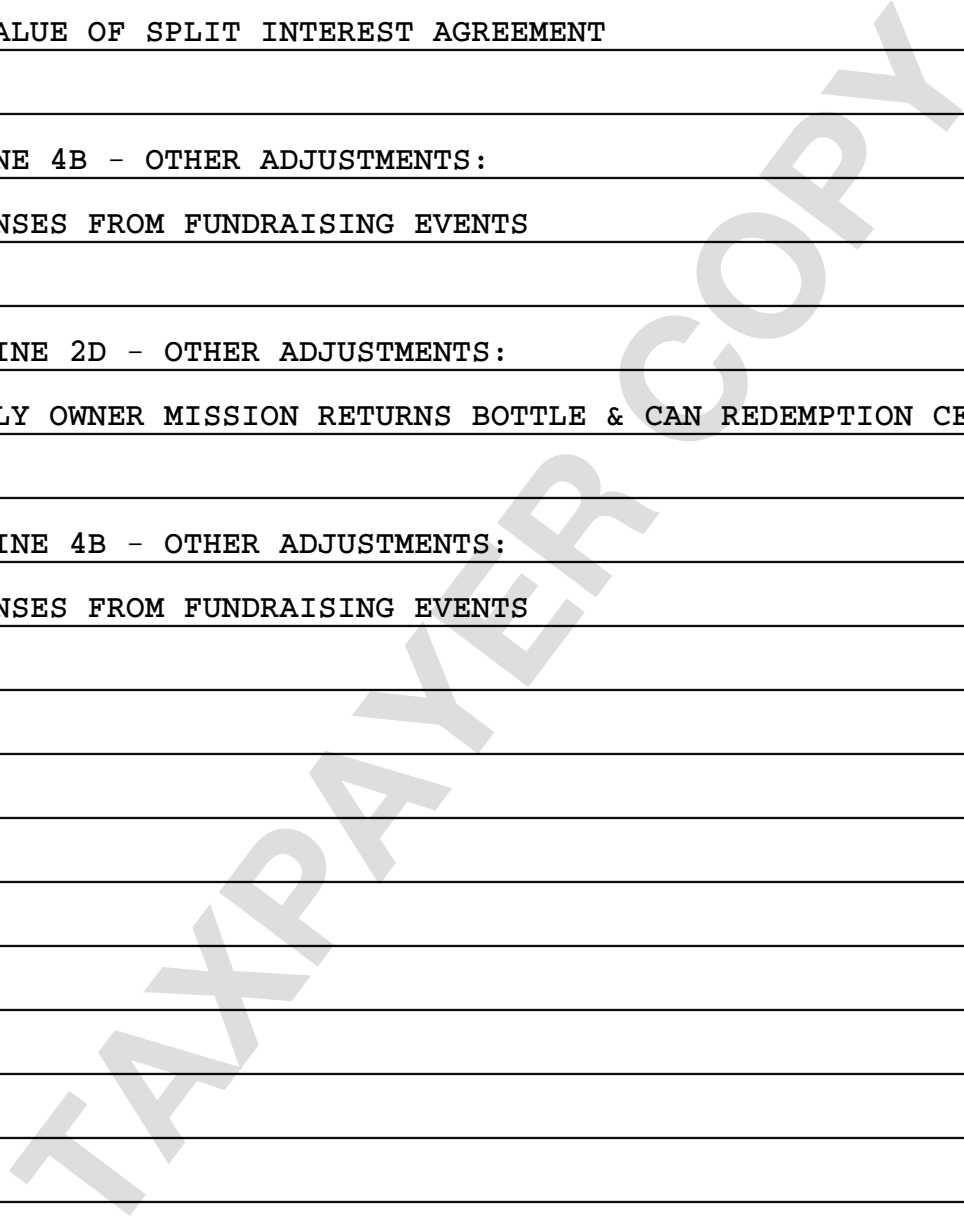 ALUE OF SPLIT INTEREST AGREEMENT
NE 4B - OTHER ADJUSTMENTS:
NSES FROM FUNDRAISING EVENTS
INE 2D - OTHER ADJUSTMENTS:
LY OWNER MISSION RETURNS BOTTLE & CAN REDEMPTION CE
INE 4B - OTHER ADJUSTMENTS:
NSES FROM FUNDRAISING EVENTS
TAXPAYER COPY